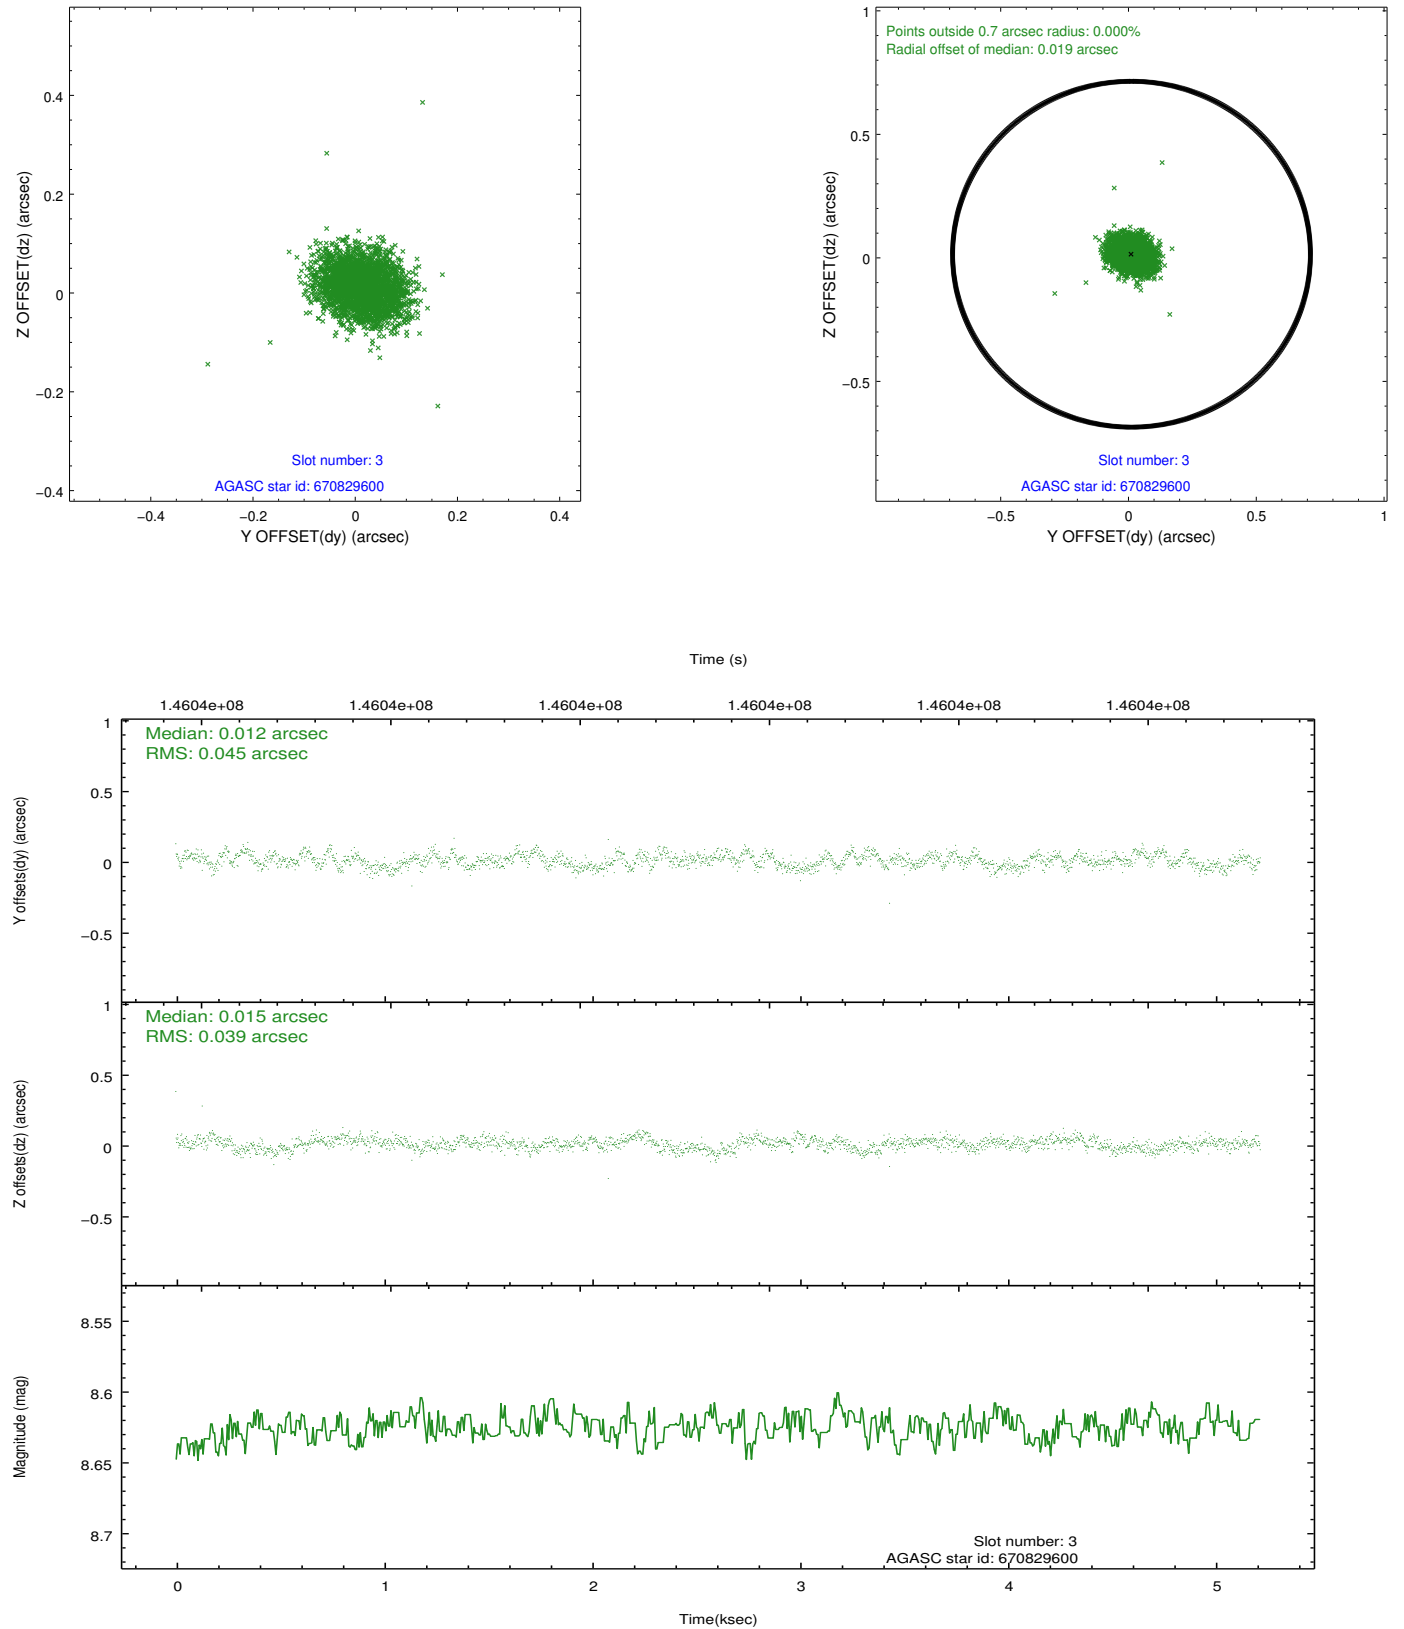 0.4
0.2
0
−0.2
−0.4
Z OFFSET(dz) (arcsec)
Slot number: 3
AGASC star id: 670829600
−0.4
−0.2
0
0.2
0.4
Y OFFSET(dy) (arcsec)
Points outside 0.7 arcsec radius: 0.000%
Radial offset of median: 0.019 arcsec
1
0.5
0
−0.5
Z OFFSET(dz) (arcsec)
Slot number: 3
AGASC star id: 670829600
−0.5
0
0.5
1
Y OFFSET(dy) (arcsec)
Time (s)
1.4604e+08
1.4604e+08
1.4604e+08
1.4604e+08
1.4604e+08
1.4604e+08
Median: 0.012 arcsec
RMS: 0.045 arcsec
1
0.5
0
−0.5
Y offsets(dy) (arcsec)
Median: 0.015 arcsec
RMS: 0.039 arcsec
1
0.5
0
−0.5
Z offsets(dz) (arcsec)
8.55
8.6
8.65
8.7
Magnitude (mag)
Slot number: 3
AGASC star id: 670829600
0
1
2
3
4
5
Time(ksec)